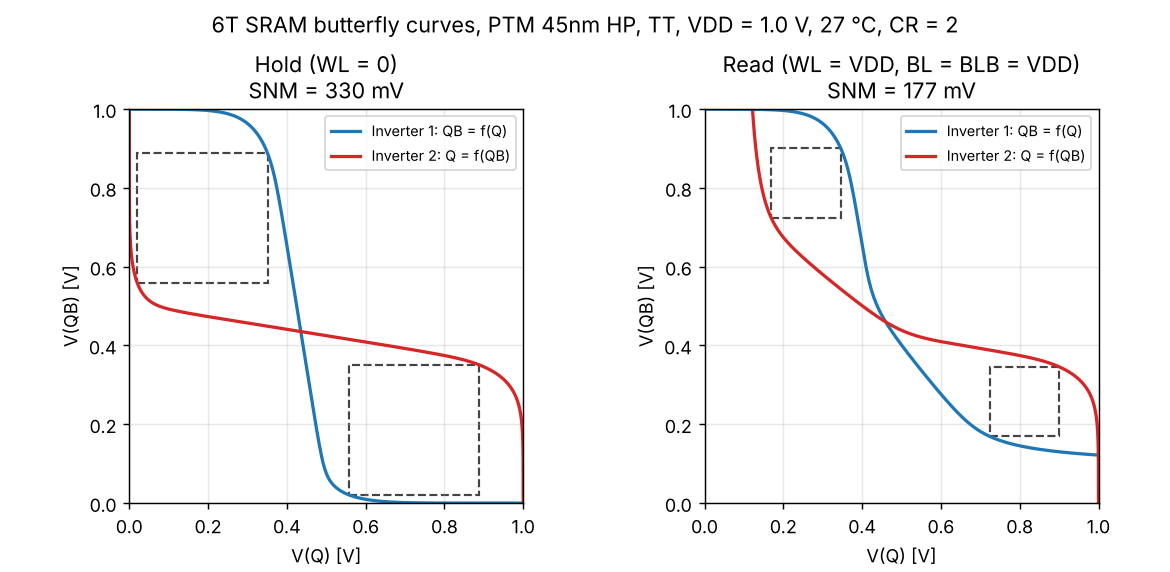 6T SRAM butterfly curves, PTM 45nm HP, TT, VDD = 1.0 V, 27 °C, CR = 2
Hold (WL = 0)
SNM = 330 mV
Inverter 1: QB = f(Q)
Inverter 2: Q = f(QB)
1.0
0.8
0.6
0.4
0.2
0.0
V(QB) [V]
0.0 0.2 0.4 0.6 0.8 1.0
V(Q) [V]
Read (WL = VDD, BL = BLB = VDD)
SNM = 177 mV
Inverter 1: QB = f(Q)
Inverter 2: Q = f(QB)
1.0
0.8
0.6
0.4
0.2
0.0
V(QB) [V]
0.0 0.2 0.4 0.6 0.8 1.0
V(Q) [V]